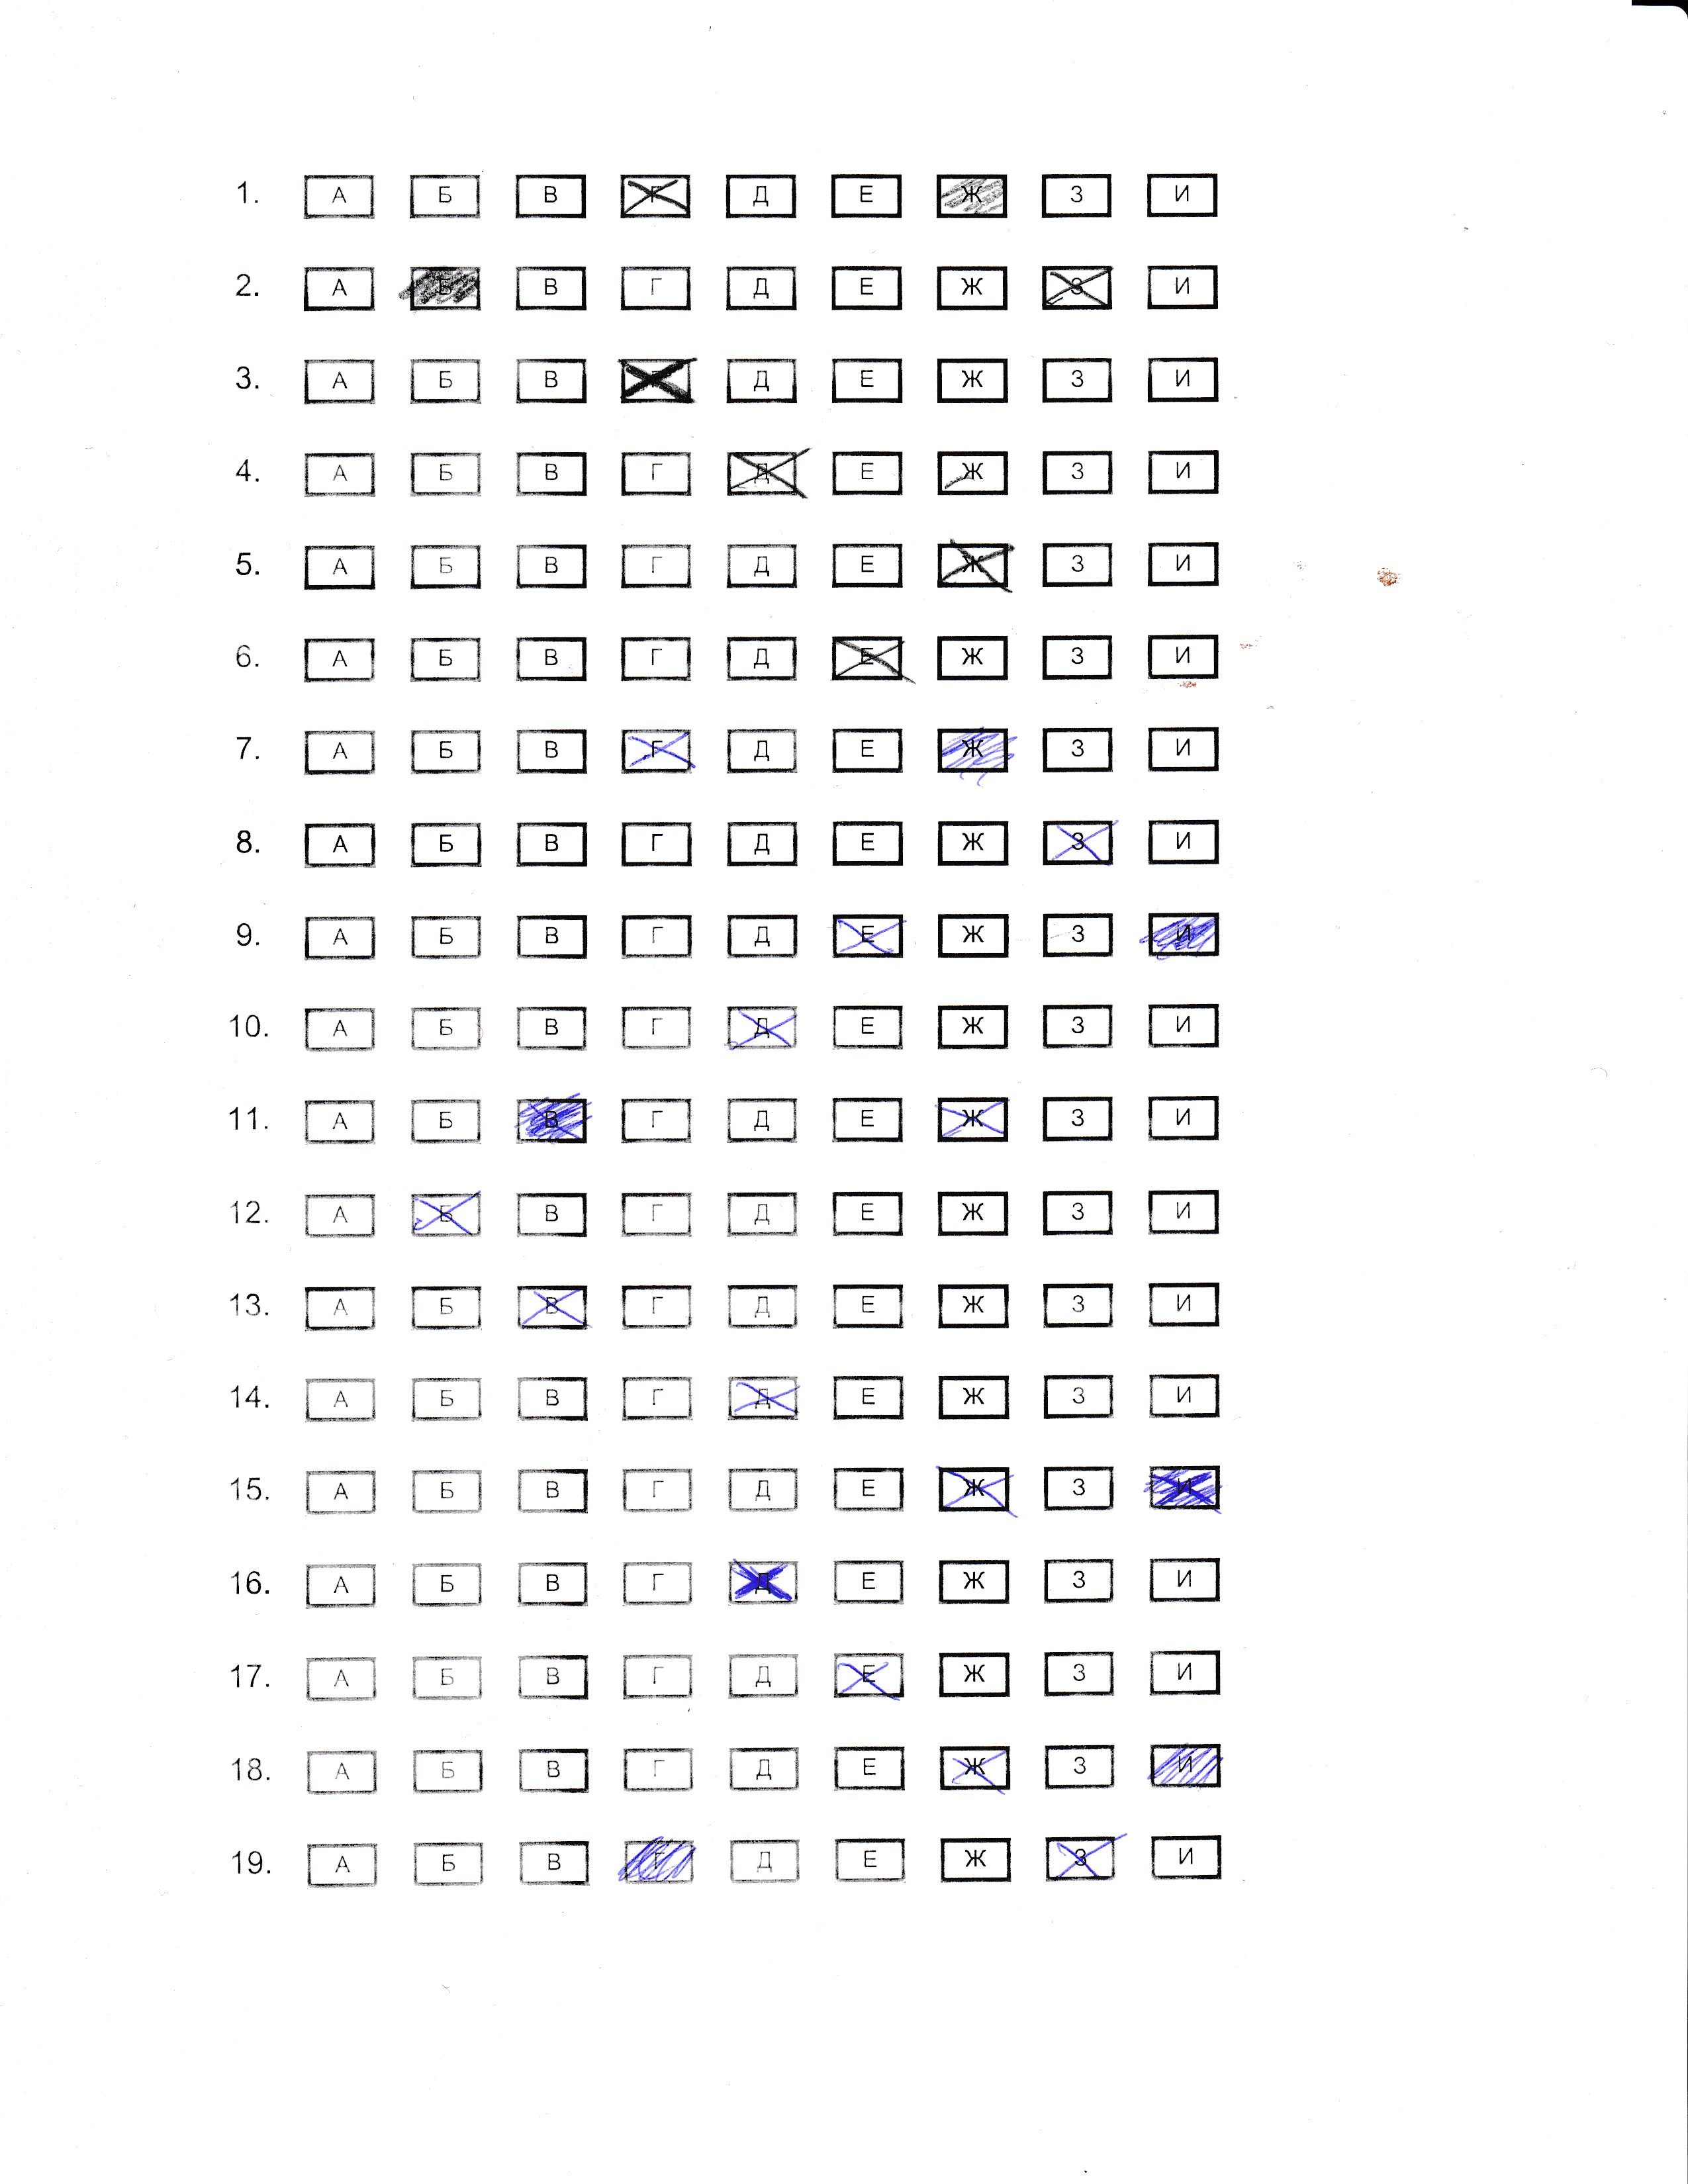 1. А Б В Г Д Е Ж З И
2. А Б В Г Д Е Ж З И
3. А Б В Г Д Е Ж З И
4. А Б В Г Д Е Ж З И
5. А Б В Г Д Е Ж З И
6. А Б В Г Д Е Ж З И
7. А Б В Г Д Е Ж З И
8. А Б В Г Д Е Ж З И
9. А Б В Г Д Е Ж З И
10. А Б В Г Д Е Ж З И
11. А Б В Г Д Е Ж З И
12. А Б В Г Д Е Ж З И
13. А Б В Г Д Е Ж З И
14. А Б В Г Д Е Ж З И
15. А Б В Г Д Е Ж З И
16. А Б В Г Д Е Ж З И
17. А Б В Г Д Е Ж З И
18. А Б В Г Д Е Ж З И
19. А Б В Г Д Е Ж З И